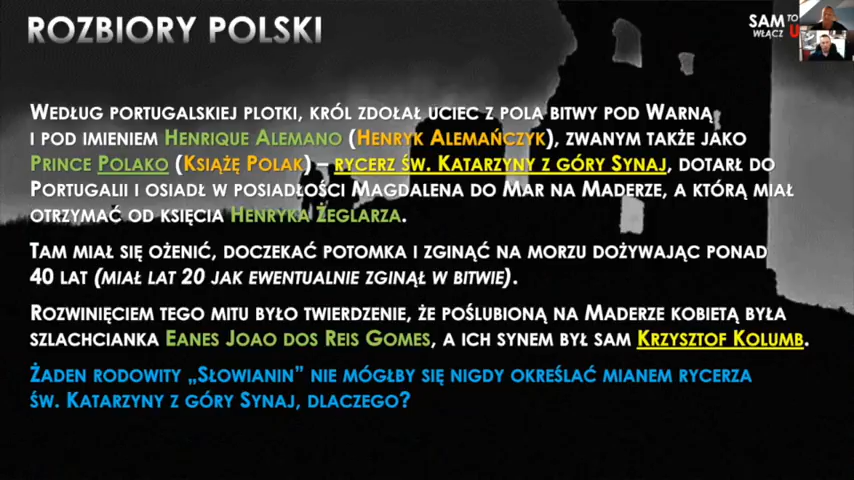 ROZBIORY POLSKI
SAM TO
WŁĄCZ U
WEDŁUG PORTUGALSKIEJ PLOTKI, KRÓL ZDOŁAŁ UCIEC Z POLA BITWY POD WARNĄ
I POD IMIENIEM HENRIQUE ALEMANO (HENRYK ALEMAŃCZYK), ZWANYM TAKŻE JAKO
PRINCE POLAKO (KSIĄŻĘ POLAK) – RYCERZ ŚW. KATARZYNY Z GÓRY SYNAJ, DOTARŁ DO
PORTUGALII I OSIADŁ W POSIADŁOŚCI MAGDALENA DO MAR NA MADERZE, A KTÓRĄ MIAŁ
OTRZYMAĆ OD KSIĘCIA HENRYKA ŻEGLARZA.
TAM MIAŁ SIĘ OŻENIĆ, DOCZEKAĆ POTOMKA I ZGINĄĆ NA MORZU DOŻYWAJĄC PONAD
40 LAT (MIAŁ LAT 20 JAK EWENTUALNIE ZGINĄŁ W BITWIE).
ROZWINIĘCIEM TEGO MITU BYŁO TWIERDZENIE, ŻE POŚLUBIONĄ NA MADERZE KOBIETĄ BYŁA
SZLACHCIANKA EANES JOAO DOS REIS GOMES, A ICH SYNEM BYŁ SAM KRZYSZTOF KOLUMB.
ŻADEN RODOWITY „SŁOWIANIN” NIE MÓGŁBY SIĘ NIGDY OKREŚLAĆ MIANEM RYCERZA
ŚW. KATARZYNY Z GÓRY SYNAJ, DLACZEGO?